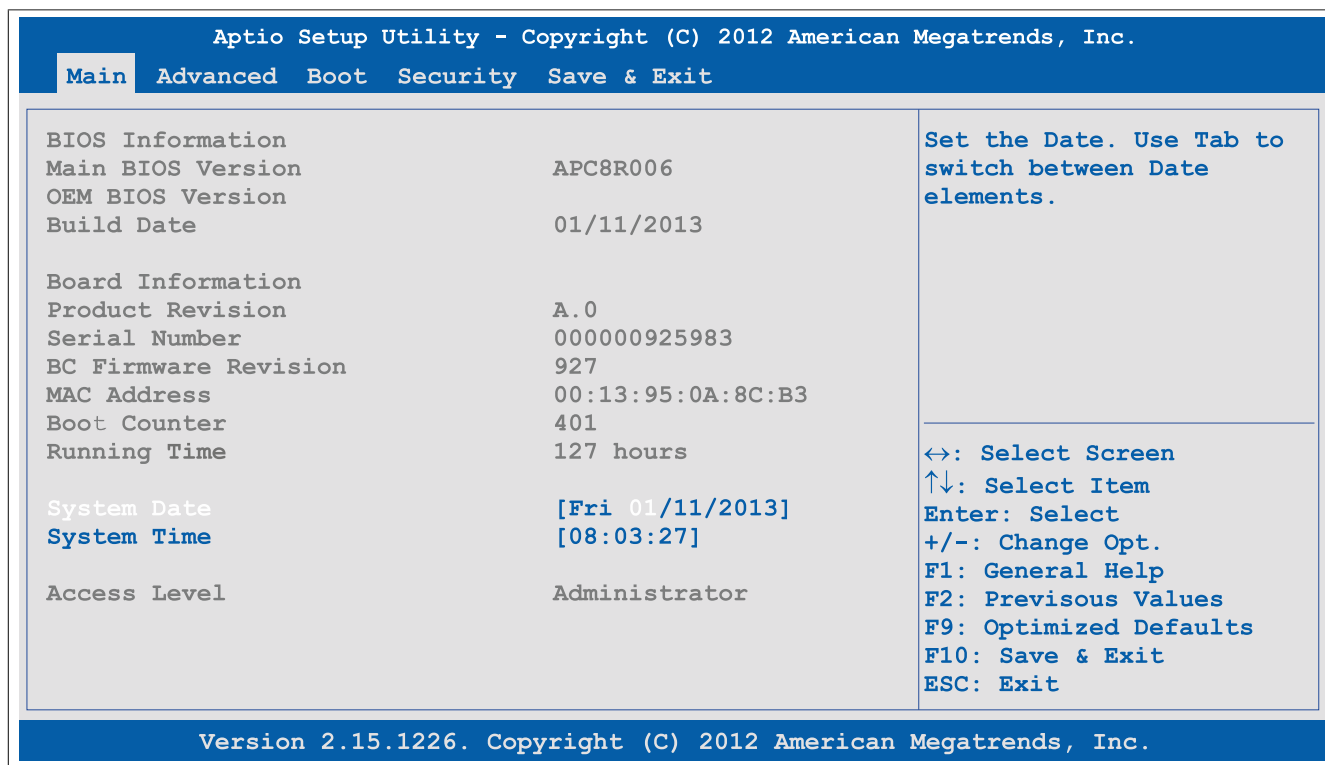 Aptio Setup Utility - Copyright (C) 2012 American Megatrends, Inc.
Main Advanced Boot Security Save & Exit
BIOS Information
Main BIOS Version APC8R006
OEM BIOS Version
Build Date 01/11/2013
Board Information
Product Revision A.0
Serial Number 000000925983
BC Firmware Revision 927
MAC Address 00:13:95:0A:8C:B3
Boot Counter 401
Running Time 127 hours
System Date [Fri 01/11/2013]
System Time [08:03:27]
Access Level Administrator
Set the Date. Use Tab to
switch between Date
elements.
↔: Select Screen
↑↓: Select Item
Enter: Select
+/-: Change Opt.
F1: General Help
F2: Previsous Values
F9: Optimized Defaults
F10: Save & Exit
ESC: Exit
Version 2.15.1226. Copyright (C) 2012 American Megatrends, Inc.